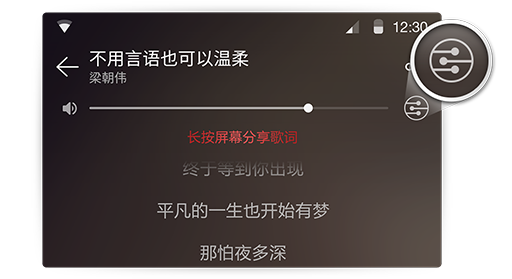 12:30
不用言语也可以温柔
梁朝伟
长按屏幕分享歌词
终于等到你出现
平凡的一生也开始有梦
那怕夜多深